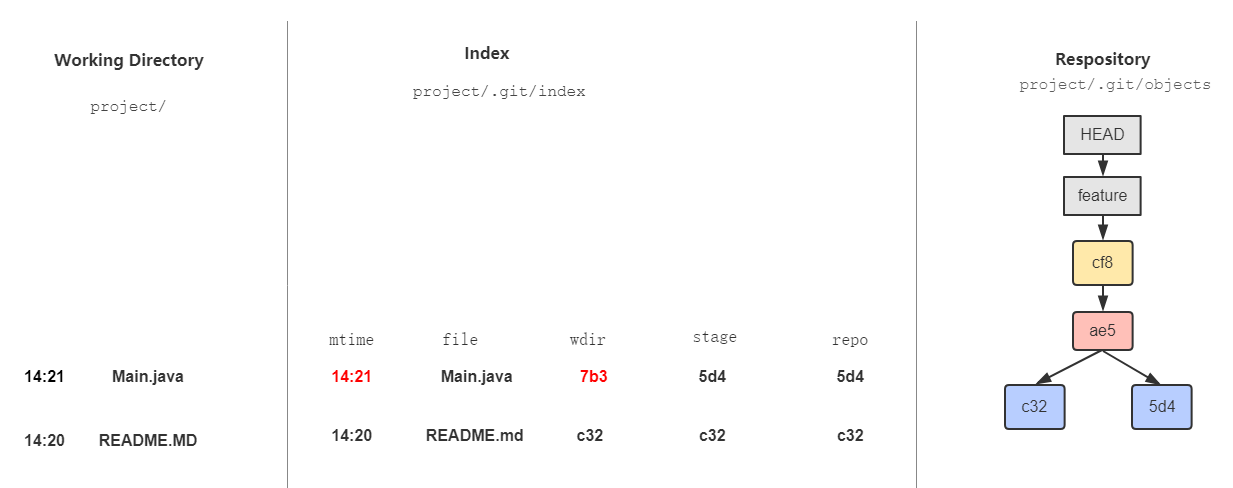 Working Directory
project/
14:21 Main.java
14:20 README.MD
Index
project/.git/index
mtime file wdir stage repo
14:21 Main.java 7b3 5d4 5d4
14:20 README.md c32 c32 c32
Respository
project/.git/objects
HEAD
feature
cf8
ae5
c32 5d4